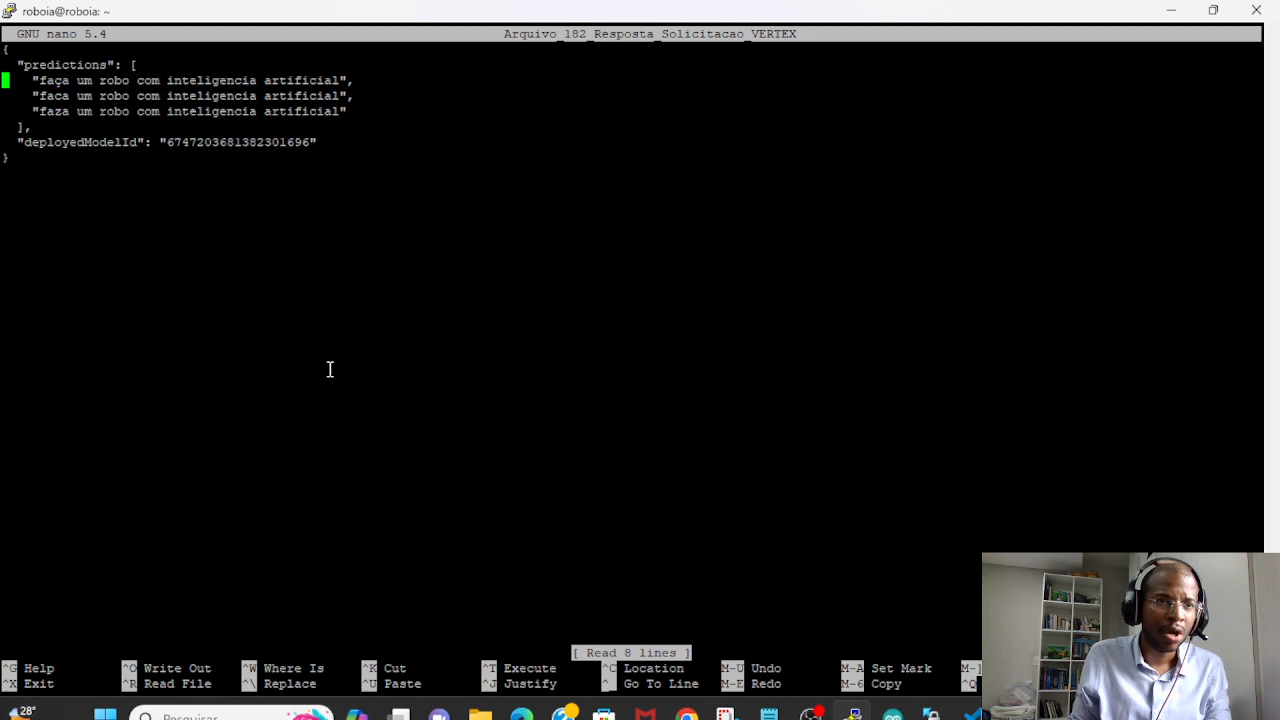 roboia@roboia: ~
GNU nano 5.4 Arquivo_182_Resposta_Solicitacao_VERTEX
{
"predictions": [
"faça um robo com inteligencia artificial",
"faca um robo com inteligencia artificial",
"faza um robo com inteligencia artificial"
],
"deployedModelId": "6747203681382301696"
}
[ Read 8 lines ]
^G Help ^O Write Out ^W Where Is ^K Cut ^T Execute ^C Location M-U Undo M-A Set Mark M-]
^X Exit ^R Read File ^\ Replace ^U Paste ^J Justify ^_ Go To Line M-E Redo M-6 Copy ^Q
28°
Pesquisar